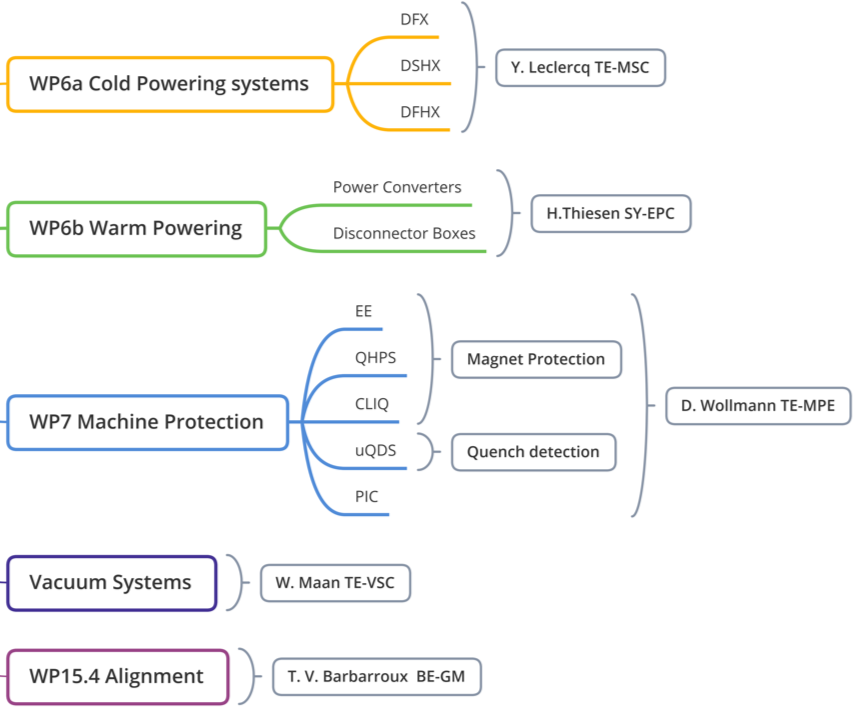 DFX
WP6a Cold Powering systems
DSHX
Y. Leclercq TE-MSC
DFHX
Power Converters
WP6b Warm Powering
H.Thiesen SY-EPC
Disconnector Boxes
EE
QHPS
Magnet Protection
CLIQ
WP7 Machine Protection
D. Wollmann TE-MPE
uQDS
Quench detection
PIC
Vacuum Systems
W. Maan TE-VSC
WP15.4 Alignment
T. V. Barbarroux BE-GM